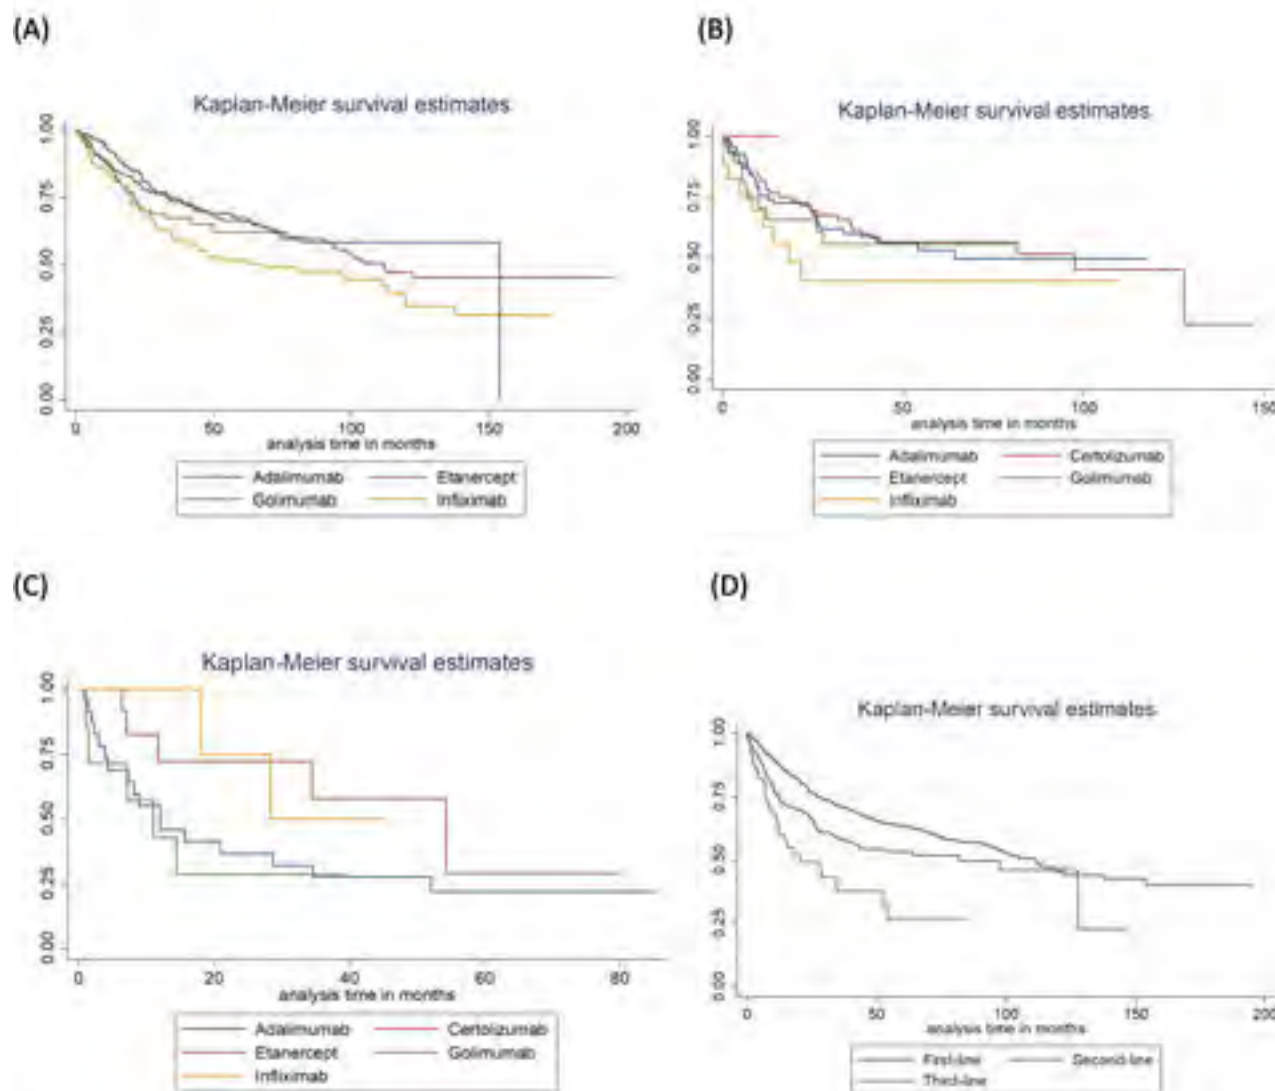 (A)
Kaplan-Meier survival estimates
1.00
0.75
0.50
0.25
0.00
0 50 100 150 200
analysis time in months
Adalimumab Etanercept
Golimumab Infliximab
(B)
Kaplan-Meier survival estimates
1.00
0.75
0.50
0.25
0.00
0 50 100 150
analysis time in months
Adalimumab Certolizumab
Etanercept Golimumab
Infliximab
(C)
Kaplan-Meier survival estimates
1.00
0.75
0.50
0.25
0.00
0 20 40 60 80
analysis time in months
Adalimumab Certolizumab
Etanercept Golimumab
Infliximab
(D)
Kaplan-Meier survival estimates
1.00
0.75
0.50
0.25
0.00
0 50 100 150 200
analysis time in months
First-line Second-line
Third-line